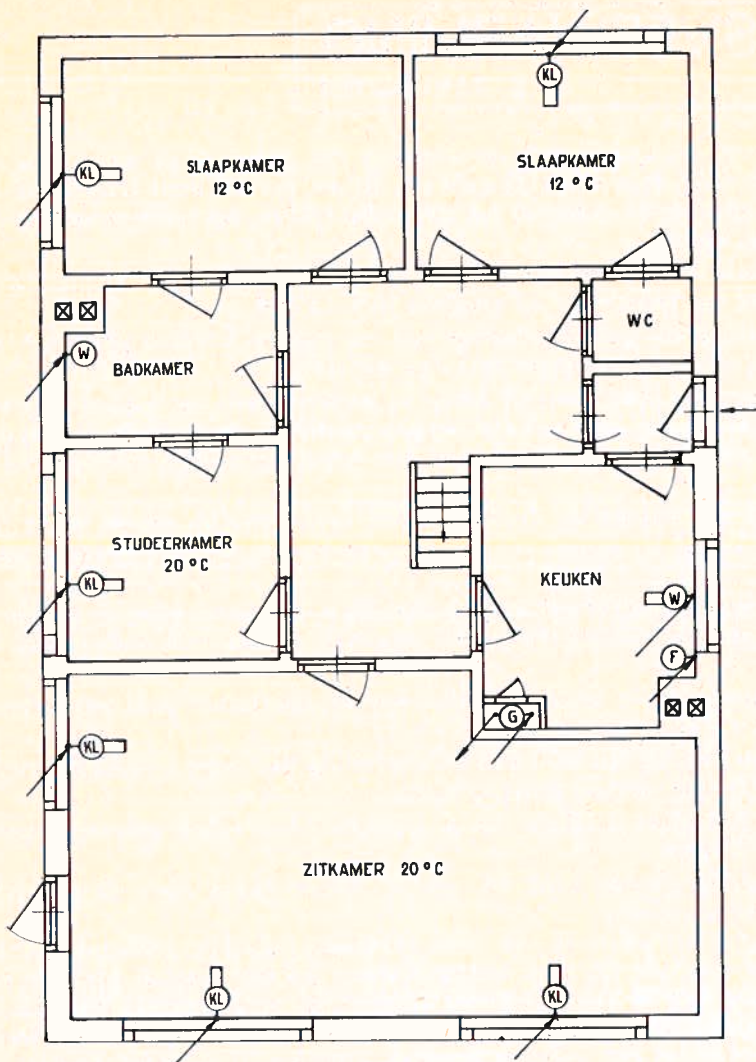 KL
KL
SLAAPKAMER
12 °C
SLAAPKAMER
12 °C
WC
W
BADKAMER
STUDEERKAMER
20 °C
KL
KEUKEN
W
F
G
KL
ZITKAMER 20 °C
KL
KL